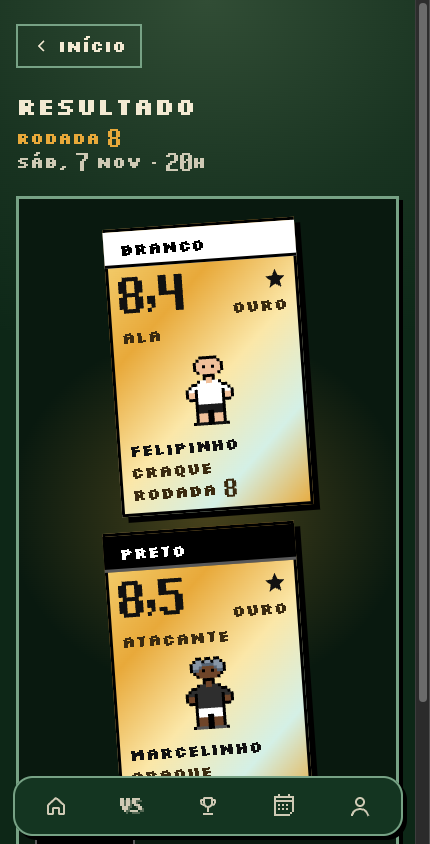 INÍCIO
RESULTADO
RODADA 8
SÁB, 7 NOV · 20H
BRANCO
8,4
OURO
ALA
FELIPINHO
CRAQUE
RODADA 8
PRETO
8,5
OURO
ATACANTE
MARCELINHO
CRAQUE
VS